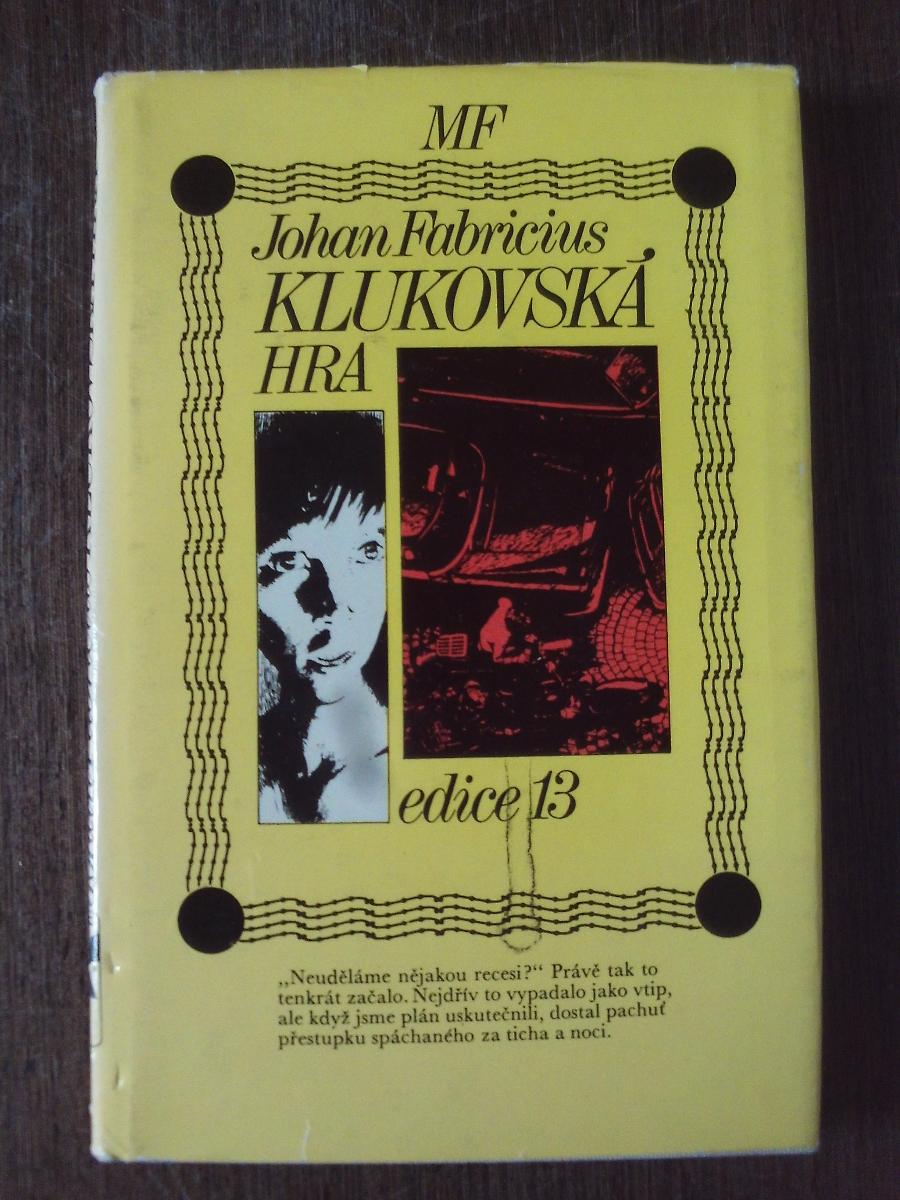 MF
Johan Fabricius
KLUKOVSKÁ
HRA
edice 13
„Neuděláme nějakou recesi?“ Právě tak to
tenkrát začalo. Nejdřív to vypadalo jako vtip,
ale když jsme plán uskutečnili, dostal pachuť
přestupku spáchaného za ticha a noci.